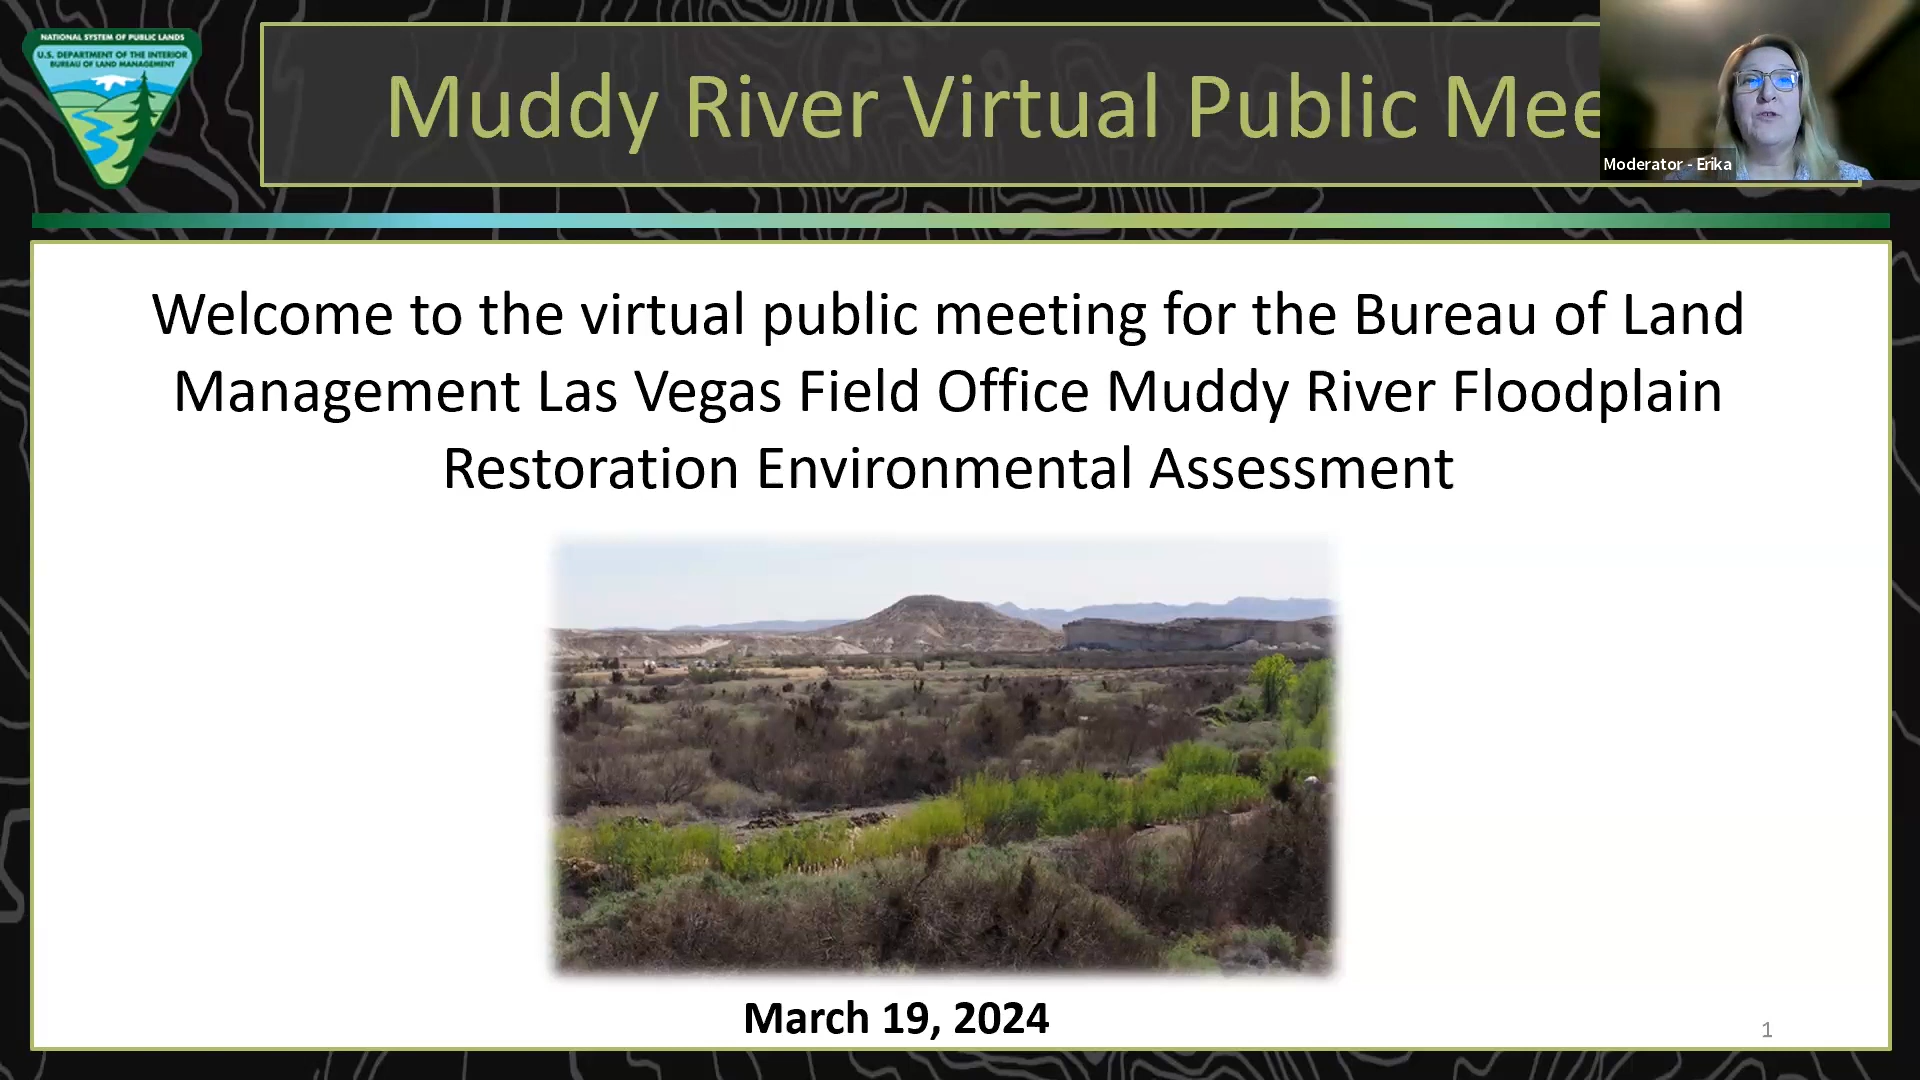 NATIONAL SYSTEM OF PUBLIC LANDS
U.S. DEPARTMENT OF THE INTERIOR
BUREAU OF LAND MANAGEMENT
Muddy River Virtual Public Mee
Moderator - Erika
Welcome to the virtual public meeting for the Bureau of Land
Management Las Vegas Field Office Muddy River Floodplain
Restoration Environmental Assessment
March 19, 2024
1